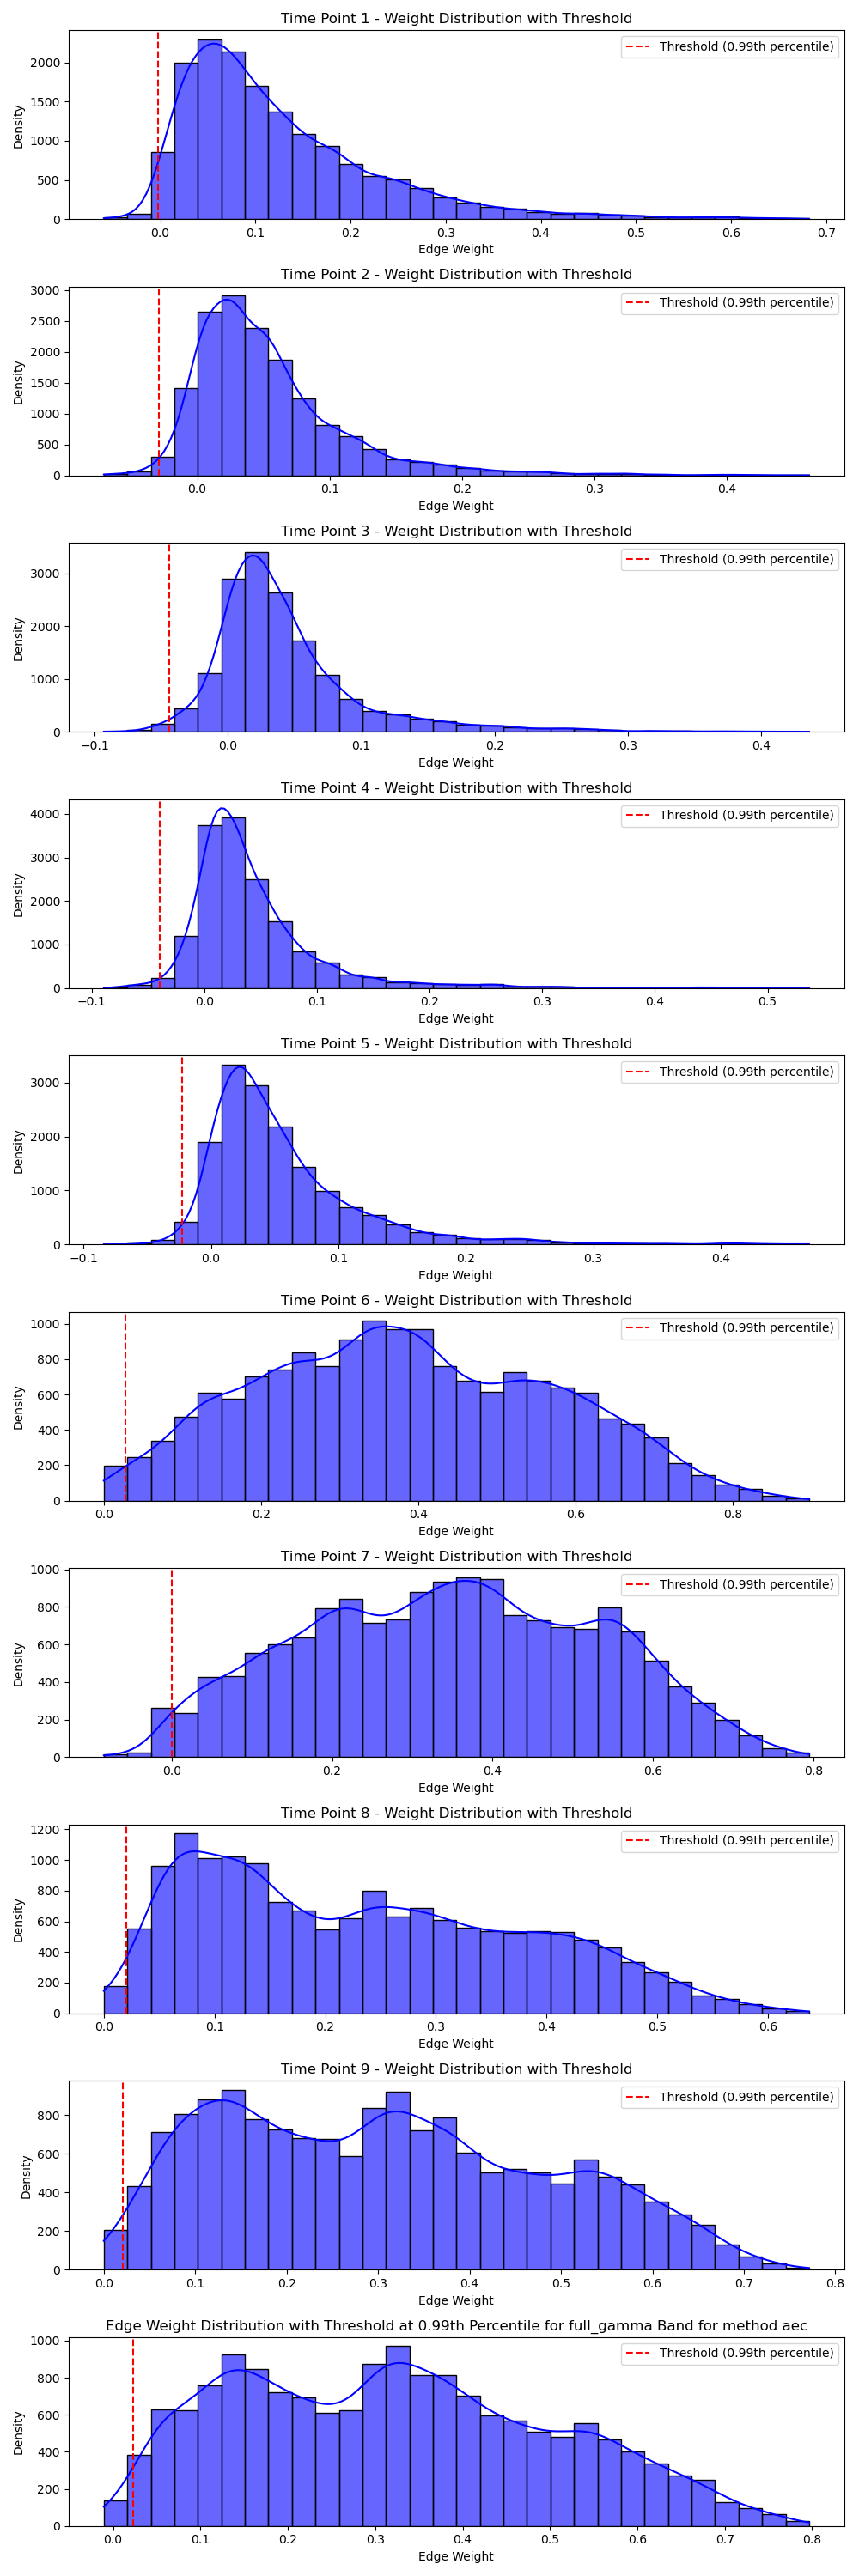 Time Point 1 - Weight Distribution with Threshold
Threshold (0.99th percentile)
Density
2000
1500
1000
500
0
0.0 0.1 0.2 0.3 0.4 0.5 0.6 0.7
Edge Weight
Time Point 2 - Weight Distribution with Threshold
Threshold (0.99th percentile)
Density
3000
2500
2000
1500
1000
500
0
0.0 0.1 0.2 0.3 0.4
Edge Weight
Time Point 3 - Weight Distribution with Threshold
Threshold (0.99th percentile)
Density
3000
2000
1000
0
−0.1 0.0 0.1 0.2 0.3 0.4
Edge Weight
Time Point 4 - Weight Distribution with Threshold
Threshold (0.99th percentile)
Density
4000
3000
2000
1000
0
−0.1 0.0 0.1 0.2 0.3 0.4 0.5
Edge Weight
Time Point 5 - Weight Distribution with Threshold
Threshold (0.99th percentile)
Density
3000
2000
1000
0
−0.1 0.0 0.1 0.2 0.3 0.4
Edge Weight
Time Point 6 - Weight Distribution with Threshold
Threshold (0.99th percentile)
Density
1000
800
600
400
200
0
0.0 0.2 0.4 0.6 0.8
Edge Weight
Time Point 7 - Weight Distribution with Threshold
Threshold (0.99th percentile)
Density
1000
800
600
400
200
0
0.0 0.2 0.4 0.6 0.8
Edge Weight
Time Point 8 - Weight Distribution with Threshold
Threshold (0.99th percentile)
Density
1200
1000
800
600
400
200
0
0.0 0.1 0.2 0.3 0.4 0.5 0.6
Edge Weight
Time Point 9 - Weight Distribution with Threshold
Threshold (0.99th percentile)
Density
800
600
400
200
0
0.0 0.1 0.2 0.3 0.4 0.5 0.6 0.7 0.8
Edge Weight
Edge Weight Distribution with Threshold at 0.99th Percentile for full_gamma Band for method aec
Threshold (0.99th percentile)
Density
1000
800
600
400
200
0
0.0 0.1 0.2 0.3 0.4 0.5 0.6 0.7 0.8
Edge Weight